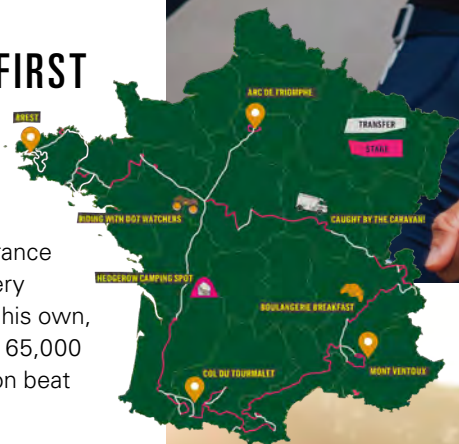 FIRST
ARC DE TRIOMPHE
BREST
TRANSFER
STAGE
RIDING WITH DOT WATCHERS
CAUGHT BY THE CARAVAN!
rance
ery
HEDGEROW CAMPING SPOT
his own,
BOULANGERIE BREAKFAST
65,000
on beat
COL DU TOURMALET
MONT VENTOUX